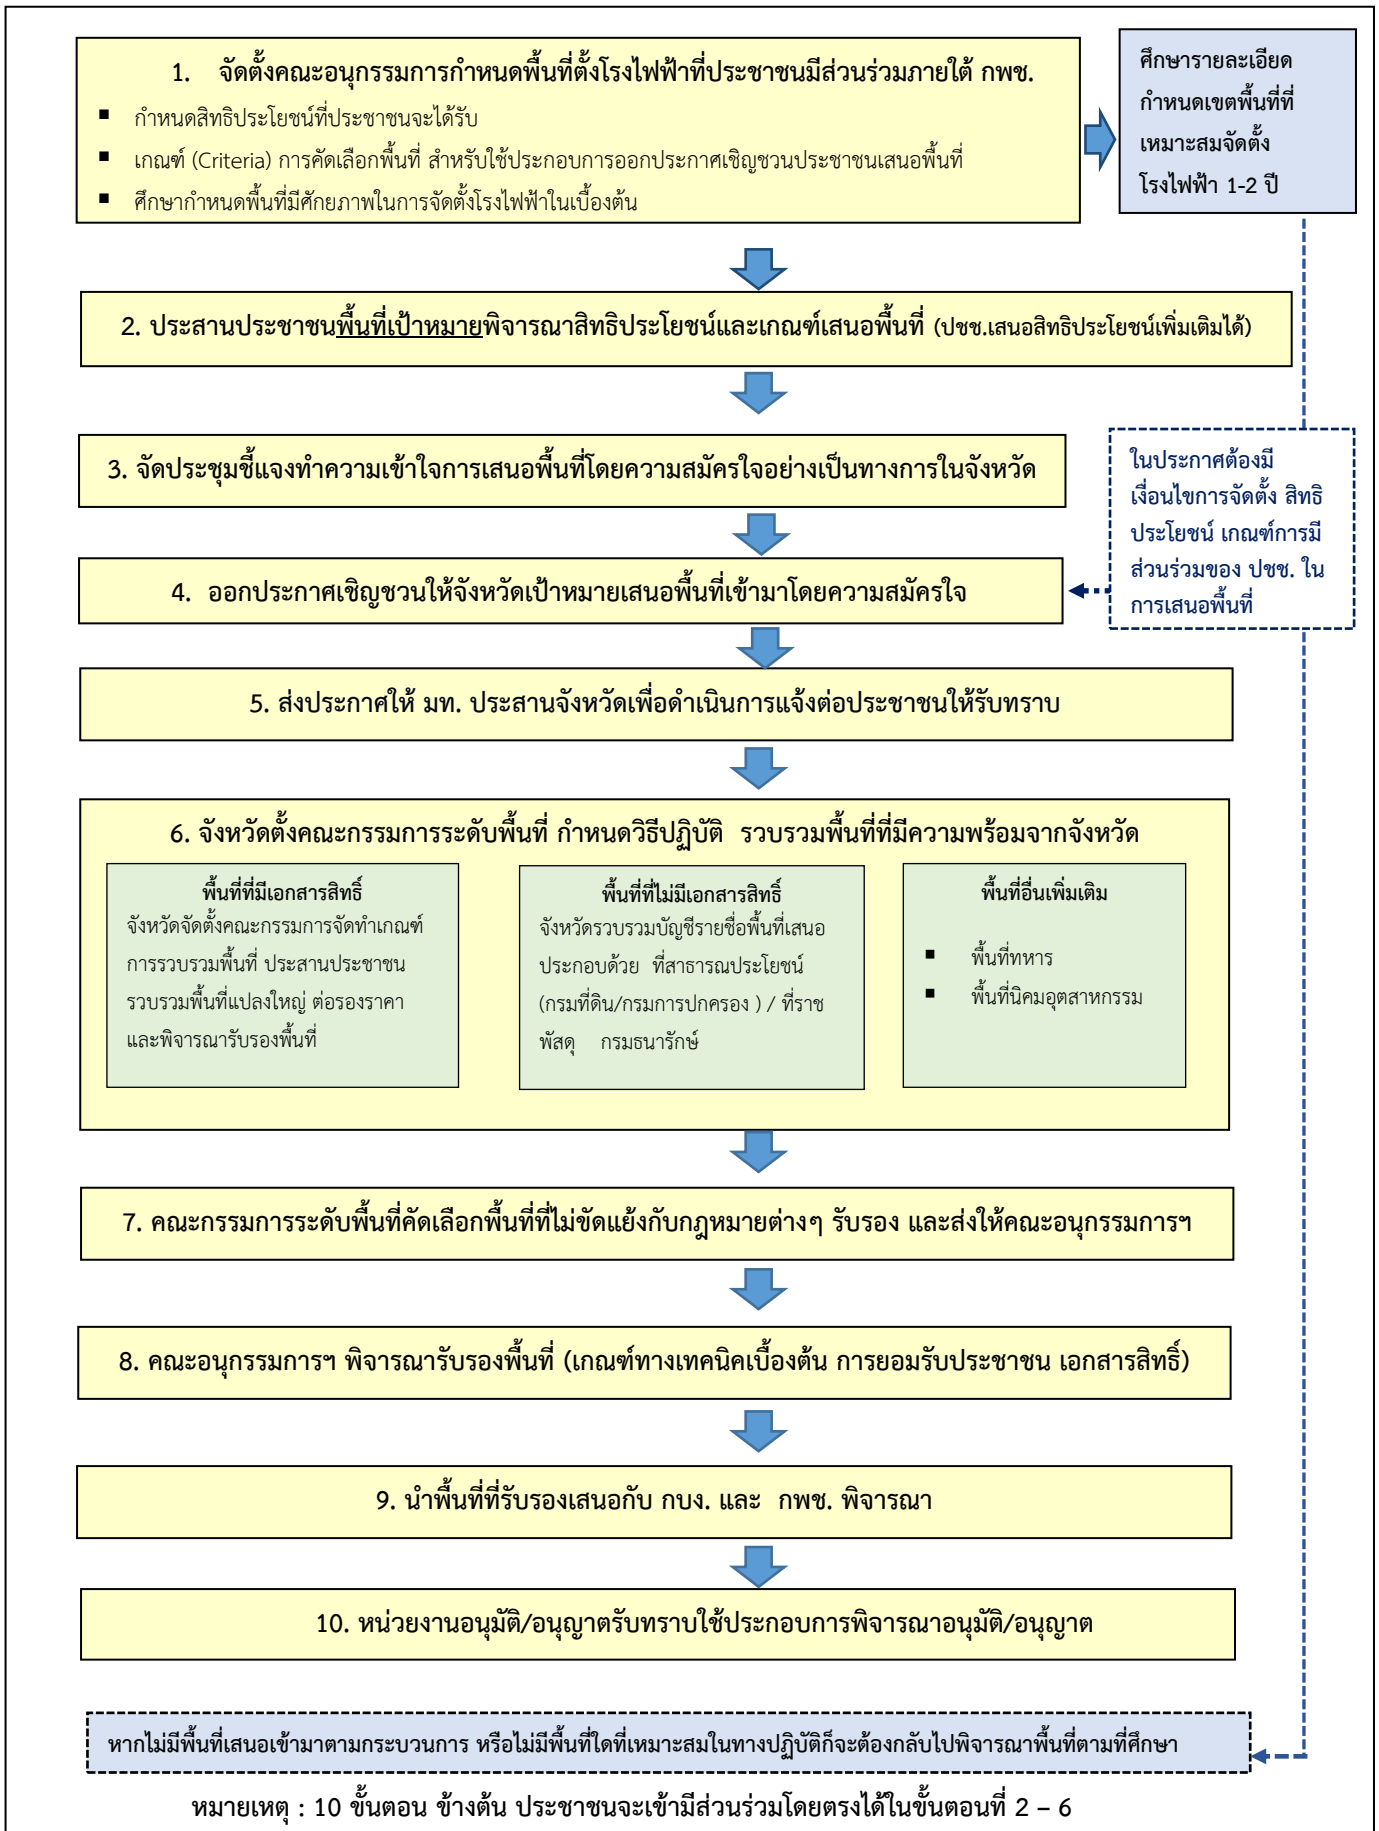 1. จัดตั้งคณะอนุกรรมการกำหนดพื้นที่ตั้งโรงไฟฟ้าที่ประชาชนมีส่วนร่วมภายใต้ กพช.
▪ กำหนดสิทธิประโยชน์ที่ประชาชนจะได้รับ
▪ เกณฑ์ (Criteria) การคัดเลือกพื้นที่ สำหรับใช้ประกอบการออกประกาศเชิญชวนประชาชนเสนอพื้นที่
▪ ศึกษากำหนดพื้นที่มีศักยภาพในการจัดตั้งโรงไฟฟ้าในเบื้องต้น
ศึกษารายละเอียด
กำหนดเขตพื้นที่ที่
เหมาะสมจัดตั้ง
โรงไฟฟ้า 1-2 ปี
2. ประสานประชาชนพื้นที่เป้าหมายพิจารณาสิทธิประโยชน์และเกณฑ์เสนอพื้นที่ (ปชช.เสนอสิทธิประโยชน์เพิ่มเติมได้)
3. จัดประชุมชี้แจงทำความเข้าใจการเสนอพื้นที่โดยความสมัครใจอย่างเป็นทางการในจังหวัด
ในประกาศต้องมี
เงื่อนไขการจัดตั้ง สิทธิ
ประโยชน์ เกณฑ์การมี
ส่วนร่วมของ ปชช. ใน
การเสนอพื้นที่
4. ออกประกาศเชิญชวนให้จังหวัดเป้าหมายเสนอพื้นที่เข้ามาโดยความสมัครใจ
5. ส่งประกาศให้ มท. ประสานจังหวัดเพื่อดำเนินการแจ้งต่อประชาชนให้รับทราบ
6. จังหวัดตั้งคณะกรรมการระดับพื้นที่ กำหนดวิธีปฏิบัติ รวบรวมพื้นที่ที่มีความพร้อมจากจังหวัด
พื้นที่ที่มีเอกสารสิทธิ์
จังหวัดจัดตั้งคณะกรรมการจัดทำเกณฑ์
การรวบรวมพื้นที่ ประสานประชาชน
รวบรวมพื้นที่แปลงใหญ่ ต่อรองราคา
และพิจารณารับรองพื้นที่
พื้นที่ที่ไม่มีเอกสารสิทธิ์
จังหวัดรวบรวมบัญชีรายชื่อพื้นที่เสนอ
ประกอบด้วย ที่สาธารณประโยชน์
(กรมที่ดิน/กรมการปกครอง ) / ที่ราช
พัสดุ กรมธนารักษ์
พื้นที่อื่นเพิ่มเติม
▪ พื้นที่ทหาร
▪ พื้นที่นิคมอุตสาหกรรม
7. คณะกรรมการระดับพื้นที่คัดเลือกพื้นที่ที่ไม่ขัดแย้งกับกฎหมายต่างๆ รับรอง และส่งให้คณะอนุกรรมการฯ
8. คณะอนุกรรมการฯ พิจารณารับรองพื้นที่ (เกณฑ์ทางเทคนิคเบื้องต้น การยอมรับประชาชน เอกสารสิทธิ์)
9. นำพื้นที่ที่รับรองเสนอกับ กบง. และ กพช. พิจารณา
10. หน่วยงานอนุมัติ/อนุญาตรับทราบใช้ประกอบการพิจารณาอนุมัติ/อนุญาต
หากไม่มีพื้นที่เสนอเข้ามาตามกระบวนการ หรือไม่มีพื้นที่ใดที่เหมาะสมในทางปฏิบัติก็จะต้องกลับไปพิจารณาพื้นที่ตามที่ศึกษา
หมายเหตุ : 10 ขั้นตอน ข้างต้น ประชาชนจะเข้ามีส่วนร่วมโดยตรงได้ในขั้นตอนที่ 2 – 6